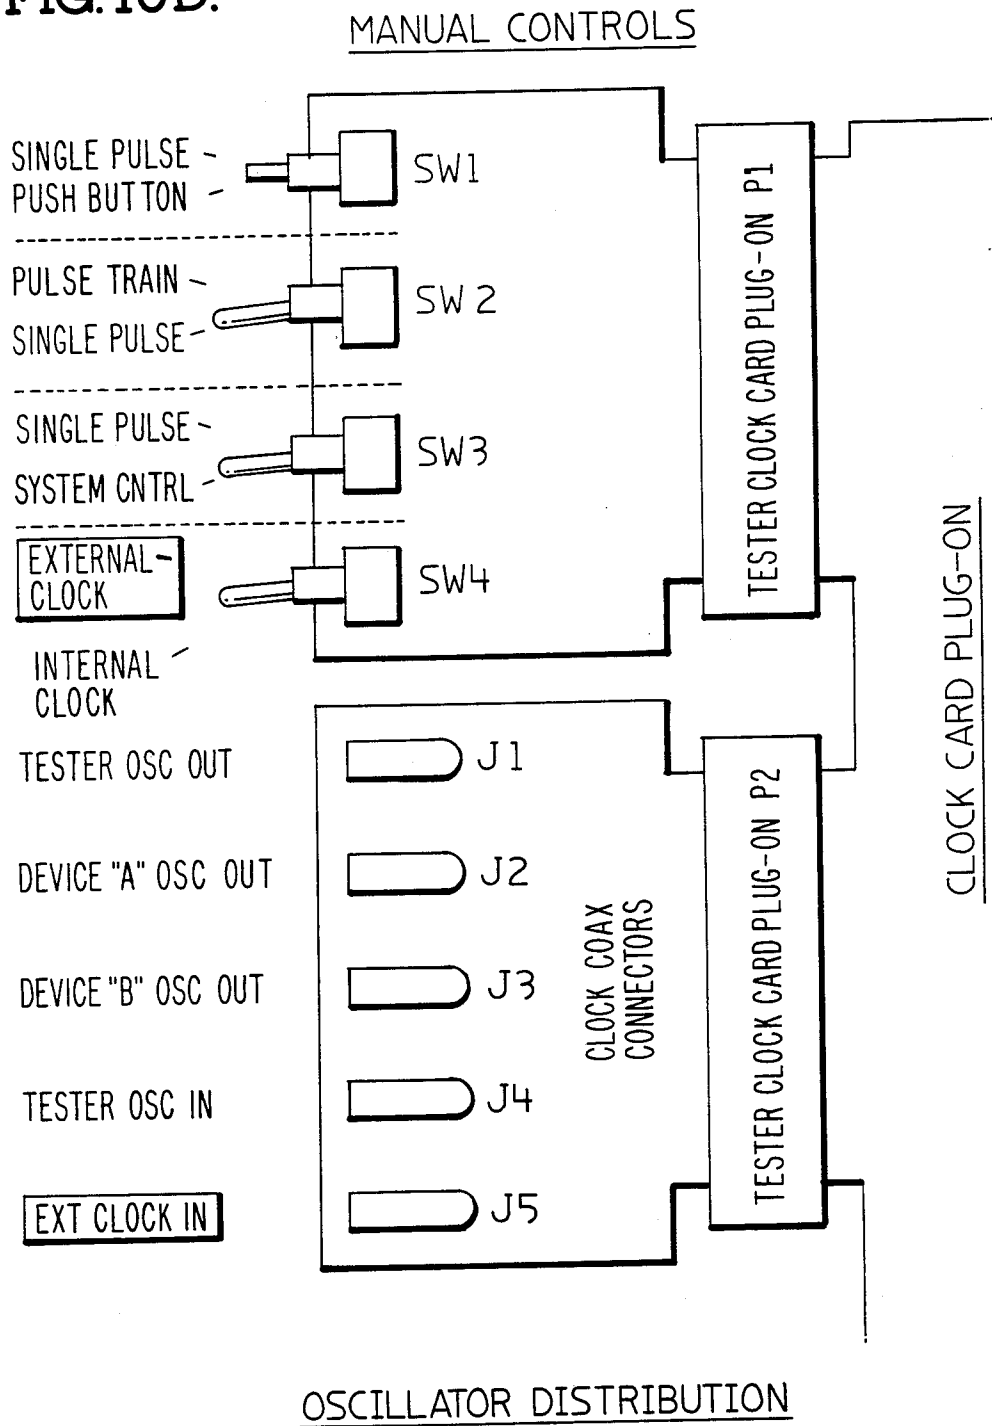 FIG. 10D.
MANUAL CONTROLS
SINGLE PULSE
PUSH BUTTON
SW1
PULSE TRAIN
SINGLE PULSE
SW2
SINGLE PULSE
SYSTEM CNTRL
SW3
EXTERNAL
CLOCK
INTERNAL
CLOCK
SW4
TESTER CLOCK CARD PLUG-ON P1
TESTER OSC OUT
J1
DEVICE "A" OSC OUT
J2
DEVICE "B" OSC OUT
J3
TESTER OSC IN
J4
EXT CLOCK IN
J5
CLOCK COAX
CONNECTORS
TESTER CLOCK CARD PLUG-ON P2
CLOCK CARD PLUG-ON
OSCILLATOR DISTRIBUTION